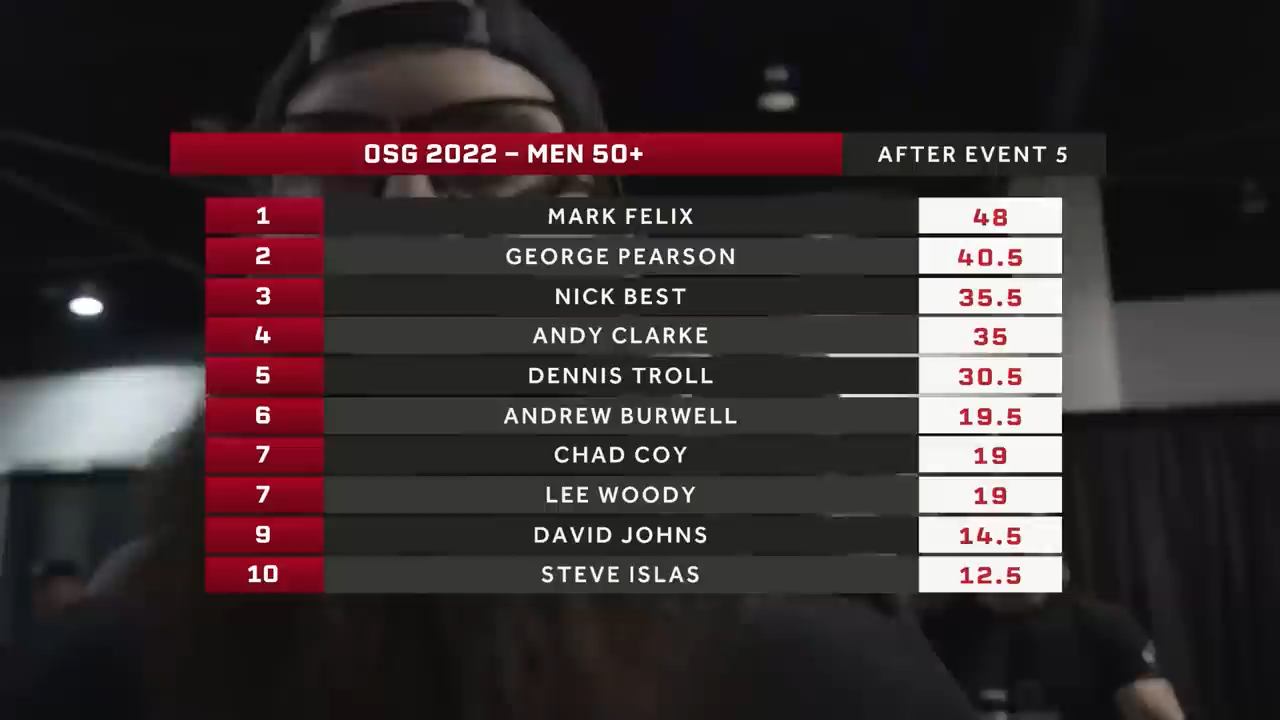 OSG 2022 – MEN 50+ AFTER EVENT 5
1 MARK FELIX 48
2 GEORGE PEARSON 40.5
3 NICK BEST 35.5
4 ANDY CLARKE 35
5 DENNIS TROLL 30.5
6 ANDREW BURWELL 19.5
7 CHAD COY 19
7 LEE WOODY 19
9 DAVID JOHNS 14.5
10 STEVE ISLAS 12.5